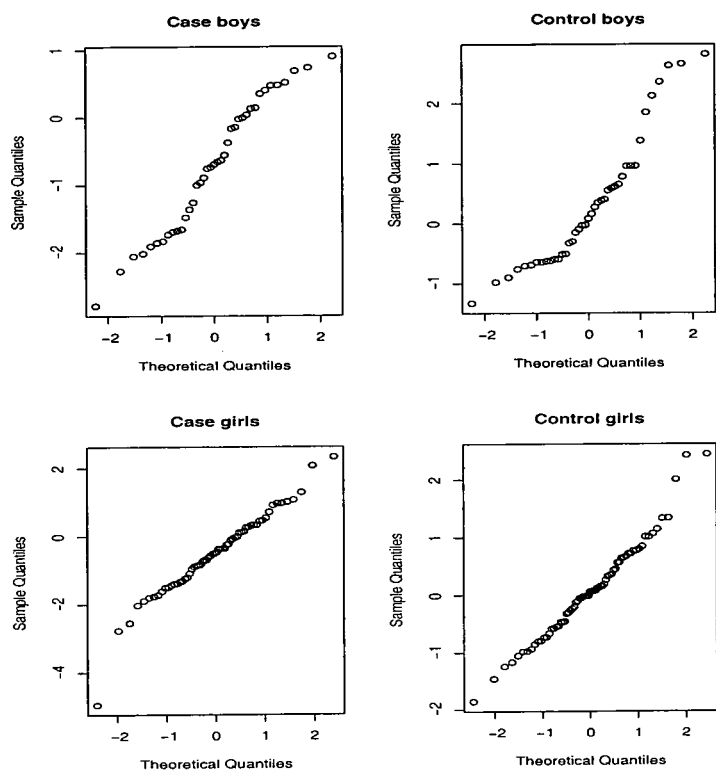 Case boys
1
0
-1
-2
Sample Quantiles
-2 -1 0 1 2
Theoretical Quantiles
Control boys
2
1
0
-1
Sample Quantiles
-2 -1 0 1 2
Theoretical Quantiles
Case girls
2
0
-2
-4
Sample Quantiles
-2 -1 0 1 2
Theoretical Quantiles
Control girls
2
1
0
-1
-2
Sample Quantiles
-2 -1 0 1 2
Theoretical Quantiles